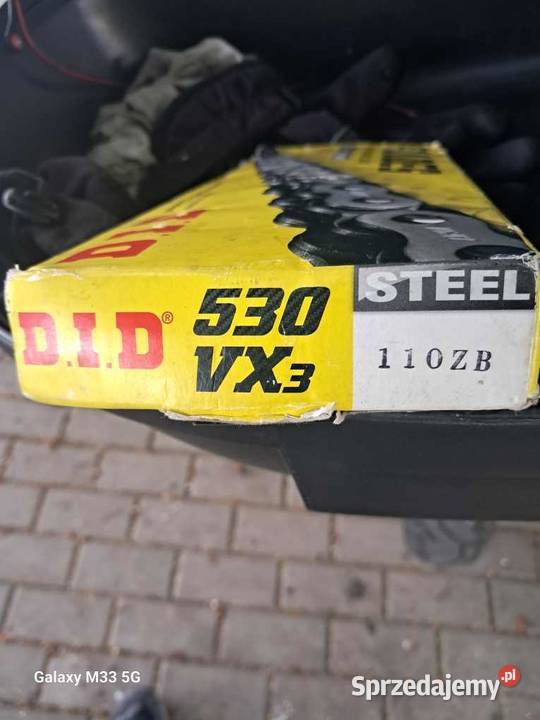 D.I.D®
530
VX3
STEEL
110ZB
D.I.D
Galaxy M33 5G
Sprzedajemy.pl